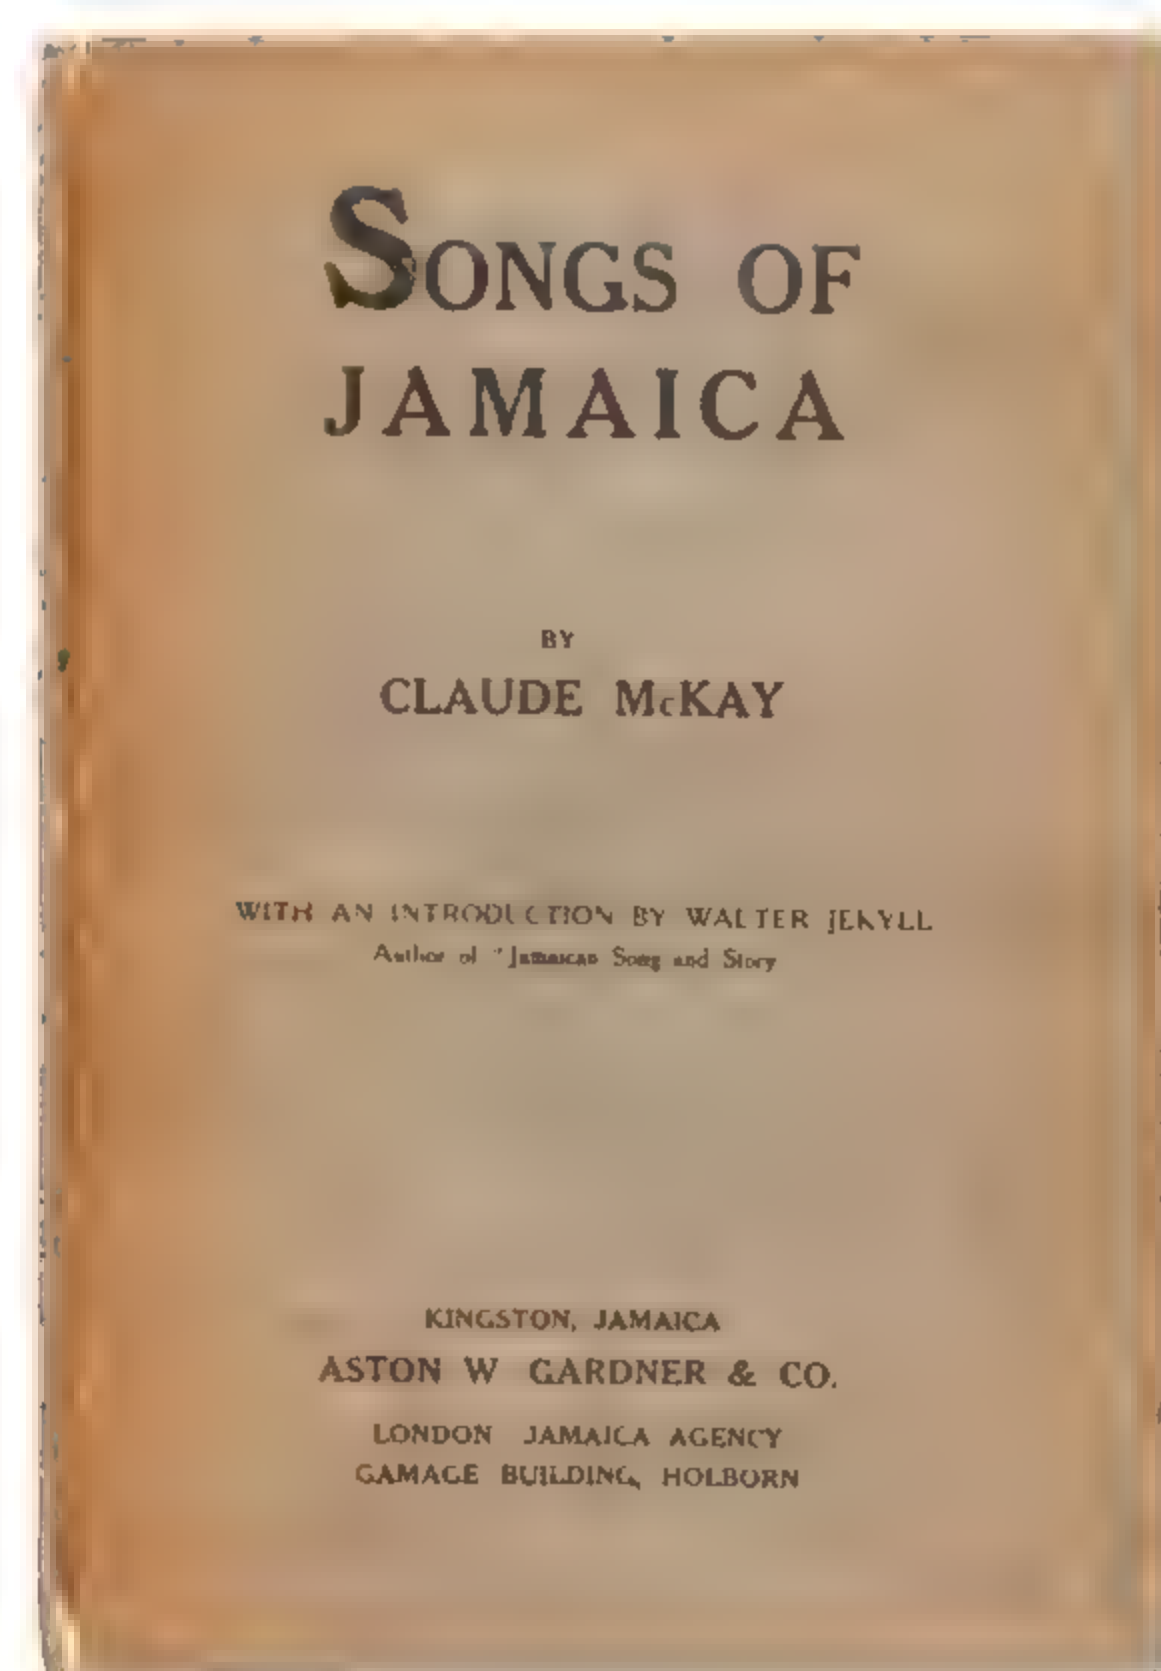 SONGS OF
JAMAICA
BY
CLAUDE McKAY
WITH AN INTRODUCTION BY WALTER JEKYLL
Author of "Jamaican Song and Story
KINGSTON, JAMAICA
ASTON W GARDNER & CO.
LONDON JAMAICA AGENCY
GAMAGE BUILDING, HOLBORN